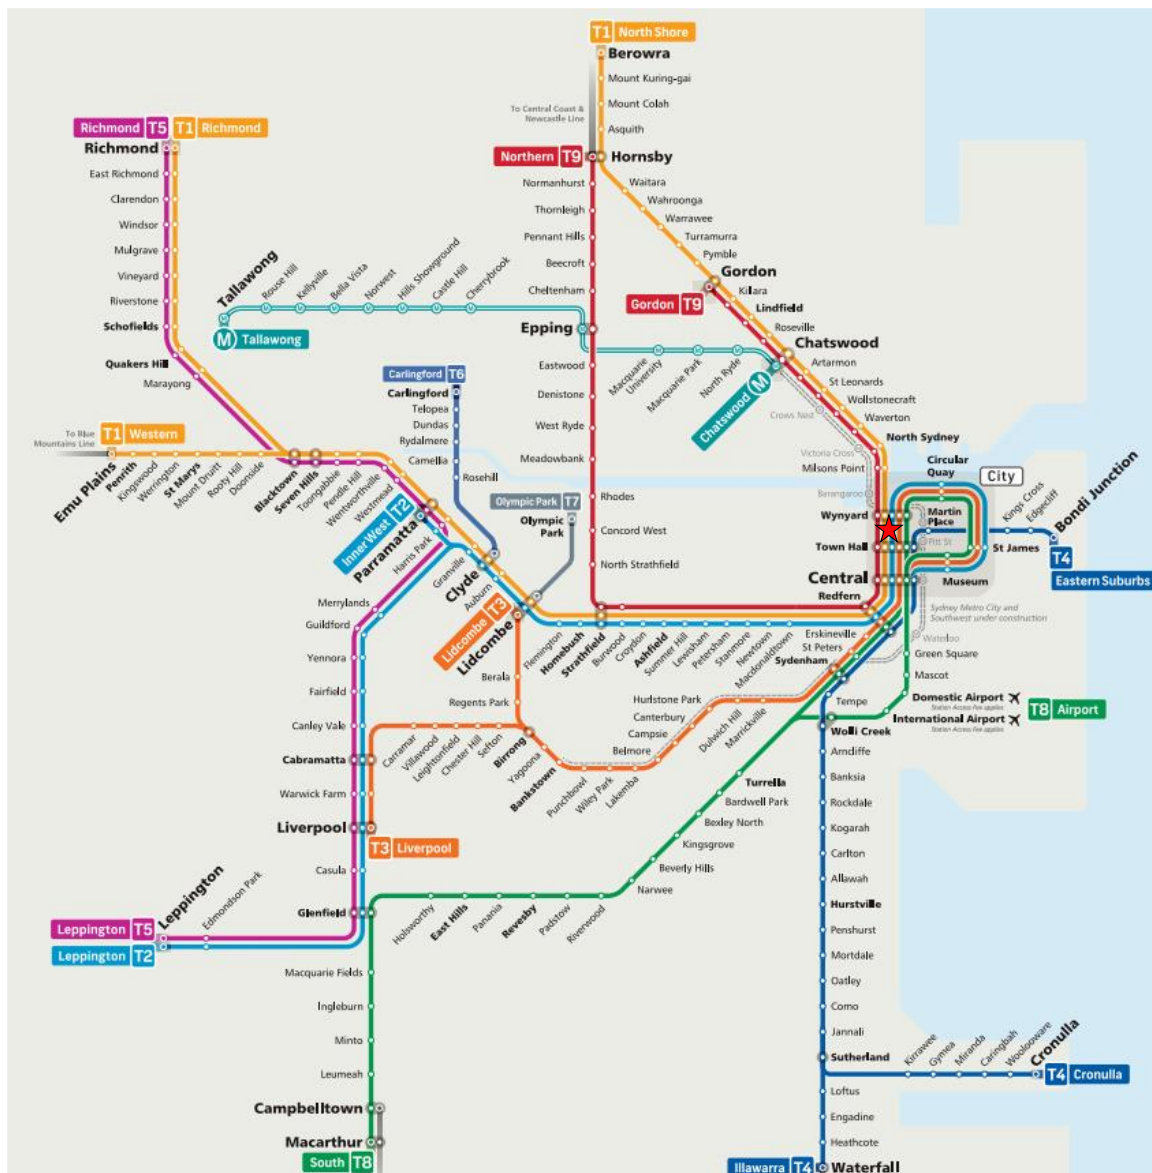 T1 North Shore
Berowra
Mount Kuring-gai
Mount Colah
To Central Coast &
Newcastle Line
Asquith
Northern T9
Hornsby
Richmond T5 T1 Richmond
Richmond
East Richmond
Clarendon
Windsor
Mulgrave
Vineyard
Riverstone
Schofields
Quakers Hill
Marayong
Normanhurst
Thornleigh
Pennant Hills
Beecroft
Cheltenham
Epping
Eastwood
Denistone
West Ryde
Meadowbank
Rhodes
Concord West
North Strathfield
Waitara
Wahroonga
Warrawee
Turramurra
Pymble
Gordon
Gordon T9
Killara
Lindfield
Roseville
Chatswood
Artarmon
St Leonards
Wollstonecraft
Waverton
North Sydney
Milsons Point
Tallawong
M Tallawong
Rouse Hill
Kellyville
Bella Vista
Norwest
Hills Showground
Castle Hill
Cherrybrook
Macquarie
University
Macquarie Park
North Ryde
Chatswood M
Crows Nest
Victoria Cross
Barangaroo
Carlingford T6
Carlingford
Telopea
Dundas
Rydalmere
Camellia
Rosehill
Olympic Park T7
Olympic
Park
To Blue
Mountains Line
T1 Western
Emu Plains
Penrith
Kingswood
Werrington
St Marys
Mount Druitt
Rooty Hill
Doonside
Blacktown
Seven Hills
Toongabbie
Pendle Hill
Wentworthville
Westmead
Inner West T2
Parramatta
Harris Park
Granville
Clyde
Auburn
Lidcombe T3
Lidcombe
Flemington
Homebush
Strathfield
Burwood
Croydon
Ashfield
Summer Hill
Lewisham
Petersham
Stanmore
Newtown
Macdonaldtown
Redfern
Central
Town Hall
Wynyard
Circular
Quay
City
Martin
Place
Pitt St
St James
Museum
Kings Cross
Edgecliff
Bondi Junction
T4
Eastern Suburbs
Sydney Metro City and
Southwest under construction
Waterloo
Erskineville
St Peters
Sydenham
Green Square
Mascot
Domestic Airport
Station Access Fee applies
International Airport
Station Access Fee applies
T8 Airport
Merrylands
Guildford
Yennora
Fairfield
Canley Vale
Cabramatta
Warwick Farm
Liverpool
T3 Liverpool
Casula
Glenfield
Leppington
Edmondson Park
Leppington T5
Leppington T2
Berala
Regents Park
Carramar
Villawood
Leightonfield
Chester Hill
Sefton
Birrong
Yagoona
Bankstown
Punchbowl
Wiley Park
Lakemba
Belmore
Campsie
Canterbury
Hurlstone Park
Dulwich Hill
Marrickville
Tempe
Wolli Creek
Arncliffe
Banksia
Rockdale
Kogarah
Carlton
Allawah
Hurstville
Penshurst
Mortdale
Oatley
Como
Jannali
Sutherland
Kirrawee
Gymea
Miranda
Caringbah
Woolooware
Cronulla
T4 Cronulla
Loftus
Engadine
Heathcote
Illawarra T4
Waterfall
Turrella
Bardwell Park
Bexley North
Kingsgrove
Beverly Hills
Narwee
Riverwood
Padstow
Revesby
Panania
East Hills
Holsworthy
Macquarie Fields
Ingleburn
Minto
Leumeah
Campbelltown
Macarthur
South T8